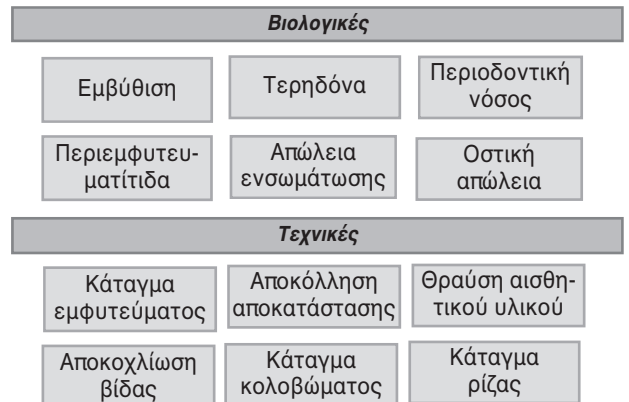 Βιολογικές
Εμβύθιση
Τερηδόνα
Περιοδοντική
νόσος
Περιεμφυτευ-
ματίτιδα
Απώλεια
ενσωμάτωσης
Οστική
απώλεια
Τεχνικές
Κάταγμα
εμφυτεύματος
Αποκόλληση
αποκατάστασης
Θραύση αισθη-
τικού υλικού
Αποκοχλίωση
βίδας
Κάταγμα
κολοβώματος
Κάταγμα
ρίζας